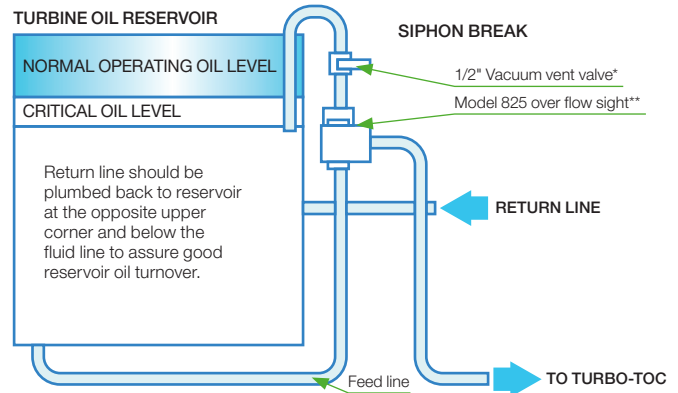 TURBINE OIL RESERVOIR
SIPHON BREAK
NORMAL OPERATING OIL LEVEL
1/2" Vacuum vent valve*
Model 825 over flow sight**
CRITICAL OIL LEVEL
Return line should be
plumbed back to reservoir
at the opposite upper
corner and below the
fluid line to assure good
reservoir oil turnover.
RETURN LINE
Feed line
TO TURBO-TOC